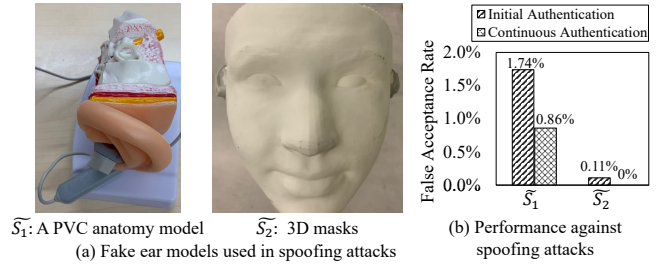 Initial Authentication
Continuous Authentication
False Acceptance Rate
2.0%
1.5%
1.0%
0.5%
0.0%
1.74%
0.86%
0.11%
0%
S̃₁
S̃₂
S̃₁: A PVC anatomy model
S̃₂: 3D masks
(a) Fake ear models used in spoofing attacks
(b) Performance against
spoofing attacks